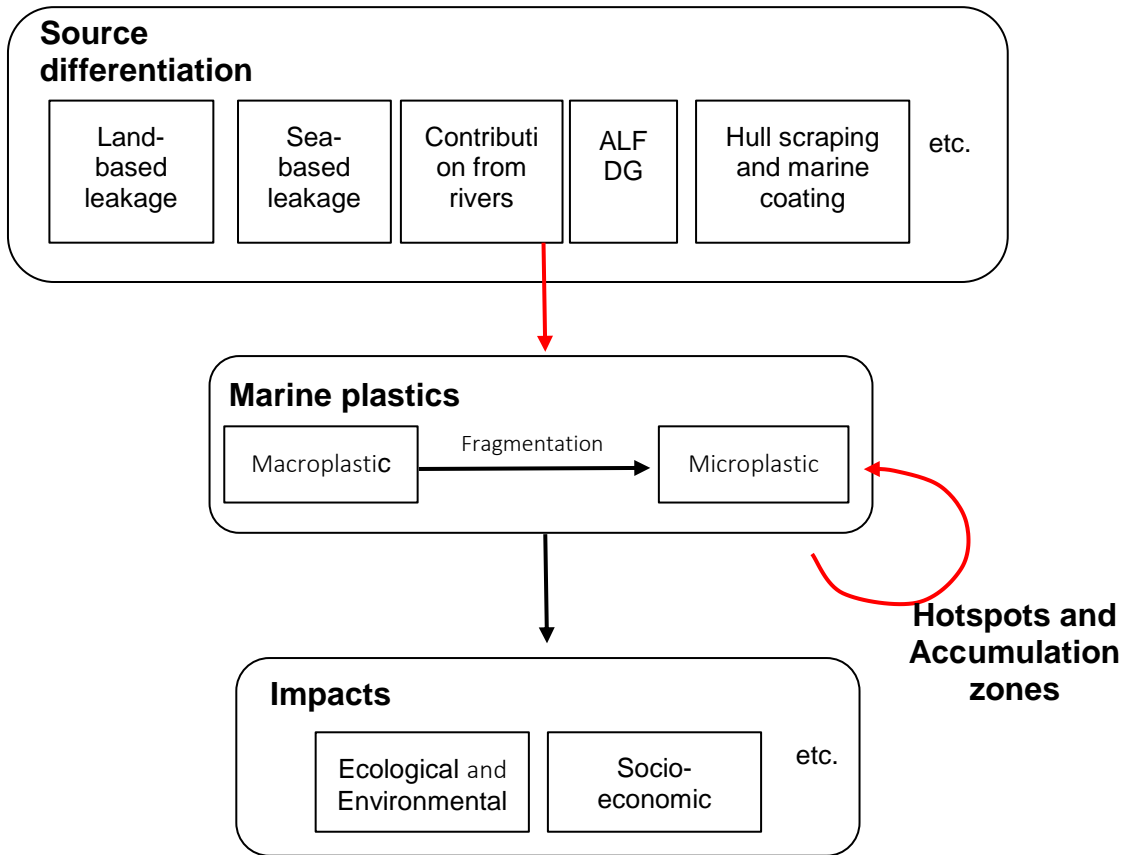 Source
differentiation
Land-
based
leakage
Sea-
based
leakage
Contributi
on from
rivers
ALF
DG
Hull scraping
and marine
coating
etc.
Marine plastics
Macroplastic
Fragmentation
Microplastic
Hotspots and
Accumulation
zones
Impacts
Ecological and
Environmental
Socio-
economic
etc.